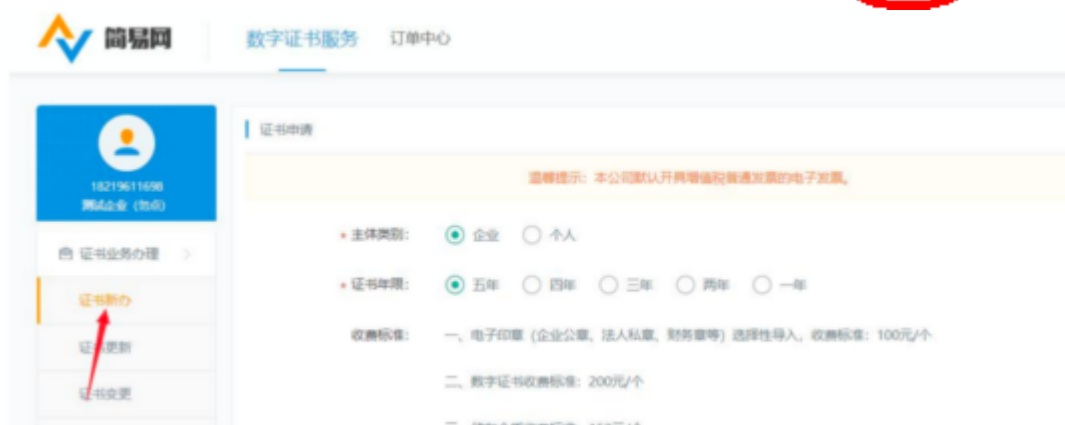 简易网
数字证书服务 订单中心
18219611698
测试企业（勿动）
证书申请
温馨提示：本公司默认开具增值税普通发票的电子发票。
证书业务办理
证书新办
证书更新
证书变更
* 主体类别： 企业 个人
* 证书年限： 五年 四年 三年 两年 一年
收费标准： 一、电子印章（企业公章、法人私章、财务章等）选择性导入，收费标准：100元/个
二、数字证书收费标准：200元/个